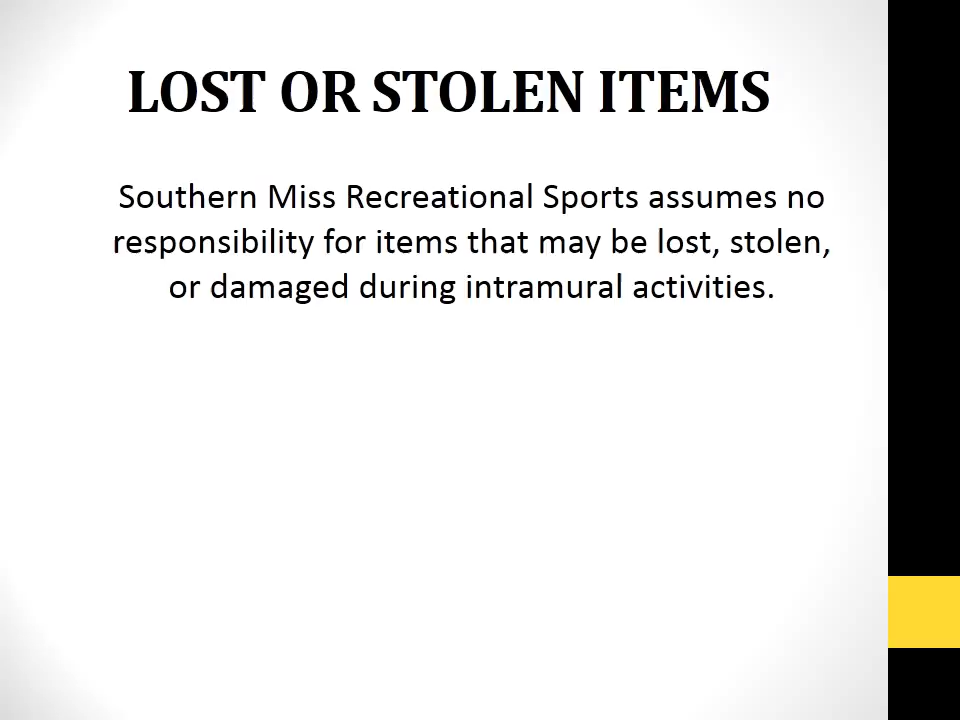 LOST OR STOLEN ITEMS
Southern Miss Recreational Sports assumes no
responsibility for items that may be lost, stolen,
or damaged during intramural activities.